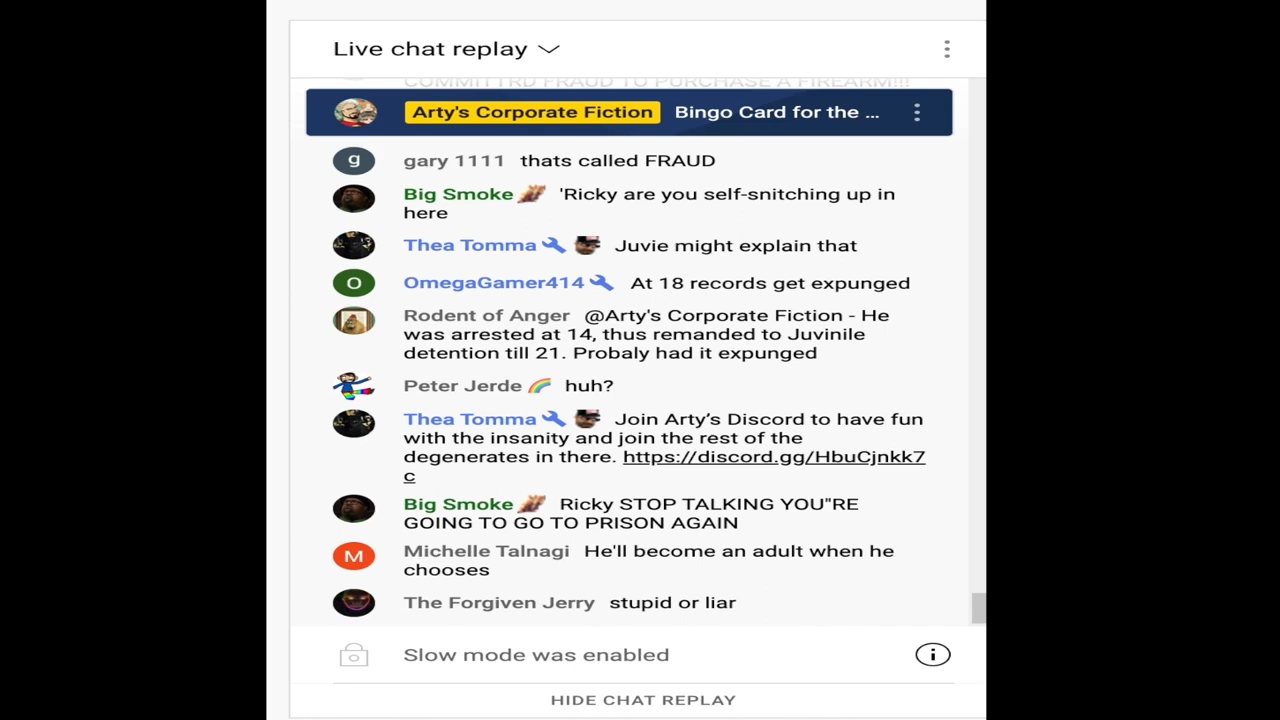 Live chat replay
COMMITTRD FRAUD TO PURCHASE A FIREARM!!!
Arty's Corporate Fiction Bingo Card for the ...
g gary 1111 thats called FRAUD
Big Smoke 'Ricky are you self-snitching up in
here
Thea Tomma Juvie might explain that
O OmegaGamer414 At 18 records get expunged
Rodent of Anger @Arty's Corporate Fiction - He
was arrested at 14, thus remanded to Juvinile
detention till 21. Probaly had it expunged
Peter Jerde huh?
Thea Tomma Join Arty’s Discord to have fun
with the insanity and join the rest of the
degenerates in there. https://discord.gg/HbuCjnkk7
c
Big Smoke Ricky STOP TALKING YOU"RE
GOING TO GO TO PRISON AGAIN
M Michelle Talnagi He'll become an adult when he
chooses
The Forgiven Jerry stupid or liar
Slow mode was enabled
HIDE CHAT REPLAY